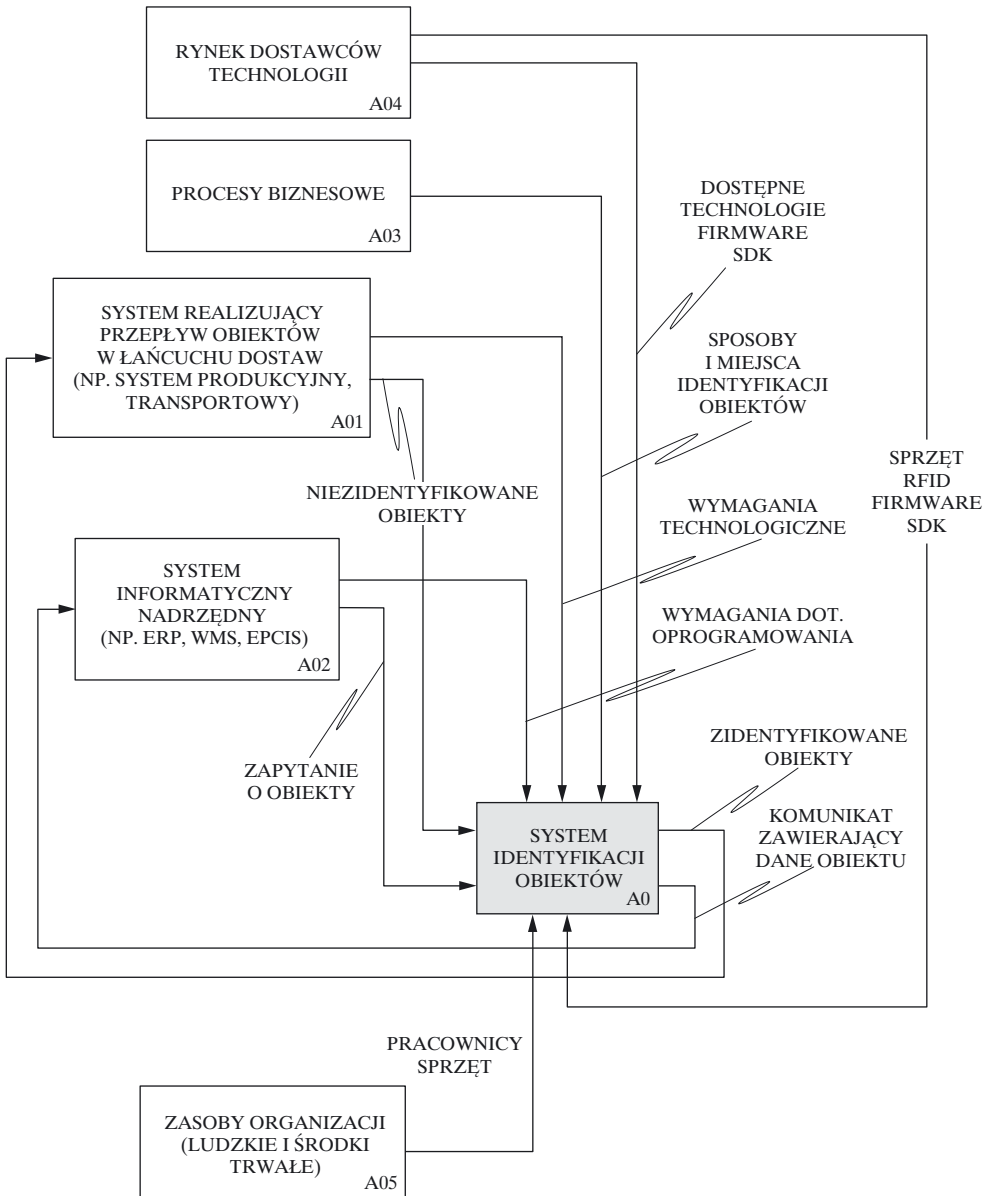 RYNEK DOSTAWCÓW
TECHNOLOGII
A04
PROCESY BIZNESOWE
A03
DOSTĘPNE
TECHNOLOGIE
FIRMWARE
SDK
SYSTEM REALIZUJĄCY
PRZEPŁYW OBIEKTÓW
W ŁAŃCUCHU DOSTAW
(NP. SYSTEM PRODUKCYJNY,
TRANSPORTOWY)
A01
SPOSOBY
I MIEJSCA
IDENTYFIKACJI
OBIEKTÓW
SPRZĘT
RFID
FIRMWARE
SDK
NIEZIDENTYFIKOWANE
OBIEKTY
WYMAGANIA
TECHNOLOGICZNE
SYSTEM
INFORMATYCZNY
NADRZĘDNY
(NP. ERP, WMS, EPCIS)
A02
WYMAGANIA DOT.
OPROGRAMOWANIA
ZAPYTANIE
O OBIEKTY
ZIDENTYFIKOWANE
OBIEKTY
SYSTEM
IDENTYFIKACJI
OBIEKTÓW
A0
KOMUNIKAT
ZAWIERAJĄCY
DANE OBIEKTU
PRACOWNICY
SPRZĘT
ZASOBY ORGANIZACJI
(LUDZKIE I ŚRODKI
TRWAŁE)
A05